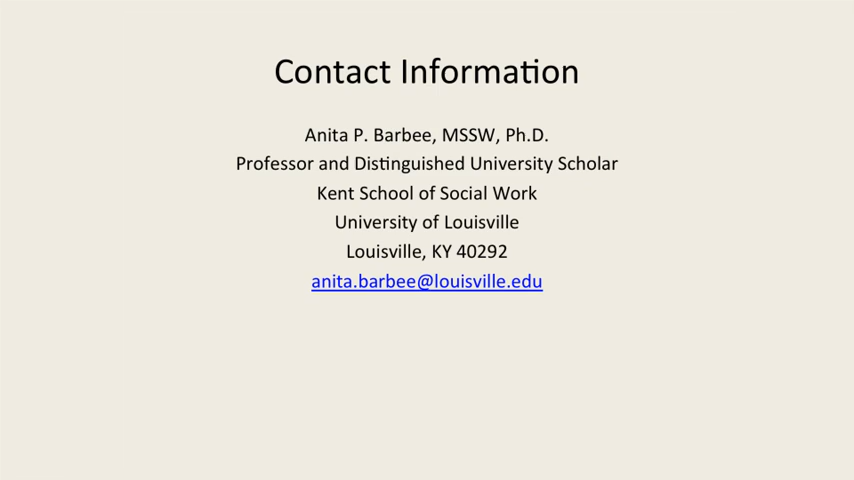 Contact Information
Anita P. Barbee, MSSW, Ph.D.
Professor and Distinguished University Scholar
Kent School of Social Work
University of Louisville
Louisville, KY 40292
anita.barbee@louisville.edu